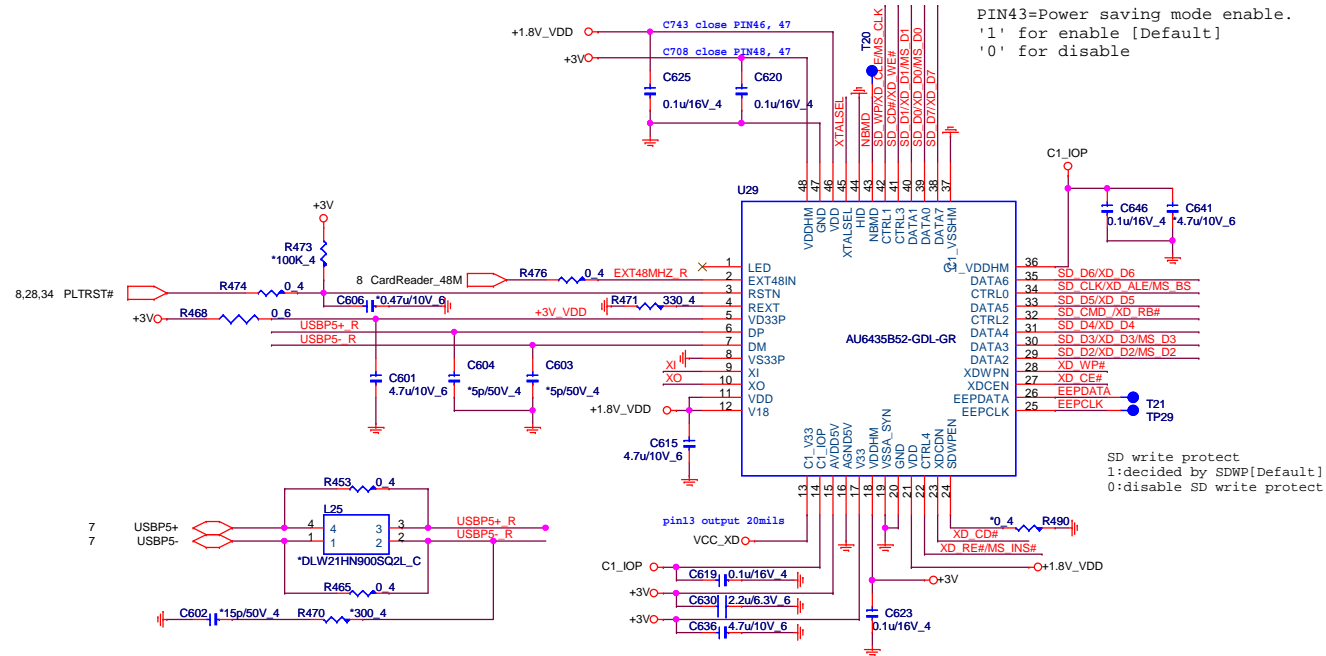 PIN43=Power saving mode enable.
'1' for enable [Default]
'0' for disable
C743 close PIN46, 47
+1.8V_VDD
C708 close PIN48, 47
+3V
C625
0.1u/16V_4
C620
0.1u/16V_4
XTALSEL
NBMD
T20
SD_WP/XD_CLE/MS_CLK
SD_CD#/XD_WE#
SD_D1/XD_D1/MS_D1
SD_D0/XD_D0/MS_D0
SD_D7/XD_D7
C1_IOP
C646
0.1u/16V_4
C641
*4.7u/10V_6
U29
48
47
46
45
44
43
42
41
40
39
38
37
VDDHM
GND
VDD
XTALSEL
HID
NBMD
CTRL1
CTRL3
DATA1
DATA0
DATA7
C1_VSSHM
+3V
R473
*100K_4
8,28,34 PLTRST#
R474
0_4
8 CardReader_48M
R476
0_4
EXT48MHZ_R
C606
*0.47u/10V_6
R471
330_4
+3V
R468
0_6
+3V_VDD
USBP5+_R
USBP5-_R
C601
4.7u/10V_6
C604
*5p/50V_4
C603
*5p/50V_4
XI
XO
+1.8V_VDD
C615
4.7u/10V_6
1 LED
2 EXT48IN
3 RSTN
4 REXT
5 VD33P
6 DP
7 DM
8 VS33P
9 XI
10 XO
11 VDD
12 V18
AU6435B52-GDL-GR
C1_VDDHM 36
DATA6 35 SD_D6/XD_D6
CTRL0 34 SD_CLK/XD_ALE/MS_BS
DATA5 33 SD_D5/XD_D5
CTRL2 32 SD_CMD_/XD_RB#
DATA4 31 SD_D4/XD_D4
DATA3 30 SD_D3/XD_D3/MS_D3
DATA2 29 SD_D2/XD_D2/MS_D2
XDWPN 28 XD_WP#
XDCEN 27 XD_CE#
EEPDATA 26 EEPDATA
EEPCLK 25 EEPCLK
T21
TP29
SD write protect
1:decided by SDWP[Default]
0:disable SD write protect
C1_V33
C1_IOP
AVDD5V
AGND5V
V33
VDDHM
VSSA_SYN
GND
VDD
CTRL4
XDCDN
SDWPEN
13
14
15
16
17
18
19
20
21
22
23
24
R453
0_4
L25
7 USBP5+
7 USBP5-
4 4 3 3
1 1 2 2
USBP5+_R
USBP5-_R
*DLW21HN900SQ2L_C
R465
0_4
C602
*15p/50V_4
R470
*300_4
pin13 output 20mils
VCC_XD
C1_IOP
C619
0.1u/16V_4
+3V
C630
2.2u/6.3V_6
+3V
C636
4.7u/10V_6
*0_4
R490
XD_CD#
XD_RE#/MS_INS#
+1.8V_VDD
+3V
C623
0.1u/16V_4